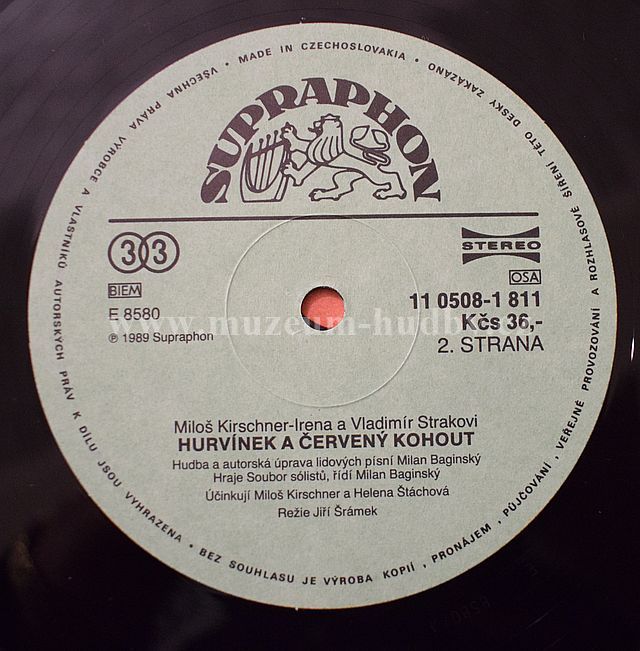 VŠECHNA PRÁVA VÝROBCE A VLASTNÍKŮ AUTORSKÝCH PRÁV K DÍLU JSOU VYHRAZENA • BEZ SOUHLASU JE VÝROBA KOPIÍ, PRONÁJEM, PŮJČOVÁNÍ, VEŘEJNÉ PROVOZOVÁNÍ A ROZHLASOVÉ ŠÍŘENÍ TÉTO DESKY ZAKÁZÁNO • MADE IN CZECHOSLOVAKIA •
SUPRAPHON
33
STEREO
BIEM
OSA
E 8580
11 0508-1 811
www.muzeum-hudby.cz
Kčs 36,-
℗ 1989 Supraphon
2. STRANA
Miloš Kirschner-Irena a Vladimír Strakovi
HURVÍNEK A ČERVENÝ KOHOUT
Hudba a autorská úprava lidových písní Milan Baginský
Hraje Soubor sólistů, řídí Milan Baginský
Účinkují Miloš Kirschner a Helena Štáchová
Režie Jiří Šrámek